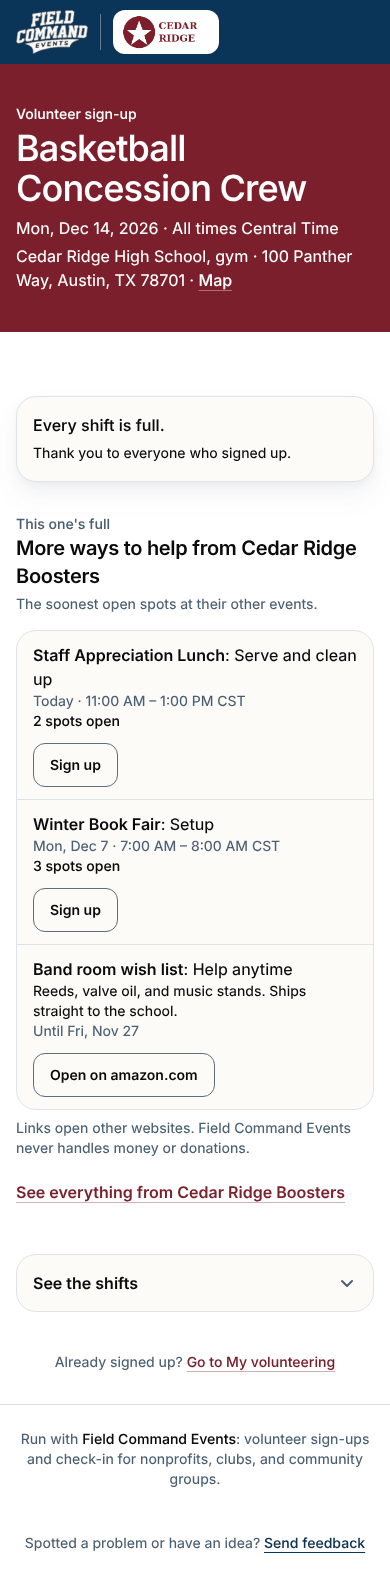 FIELD
COMMAND
EVENTS
CEDAR
RIDGE
Volunteer sign-up
Basketball
Concession Crew
Mon, Dec 14, 2026 · All times Central Time
Cedar Ridge High School, gym · 100 Panther
Way, Austin, TX 78701 · Map
Every shift is full.
Thank you to everyone who signed up.
This one's full
More ways to help from Cedar Ridge
Boosters
The soonest open spots at their other events.
Staff Appreciation Lunch: Serve and clean
up
Today · 11:00 AM – 1:00 PM CST
2 spots open
Sign up
Winter Book Fair: Setup
Mon, Dec 7 · 7:00 AM – 8:00 AM CST
3 spots open
Sign up
Band room wish list: Help anytime
Reeds, valve oil, and music stands. Ships
straight to the school.
Until Fri, Nov 27
Open on amazon.com
Links open other websites. Field Command Events
never handles money or donations.
See everything from Cedar Ridge Boosters
See the shifts
Already signed up? Go to My volunteering
Run with Field Command Events: volunteer sign-ups
and check-in for nonprofits, clubs, and community
groups.
Spotted a problem or have an idea? Send feedback